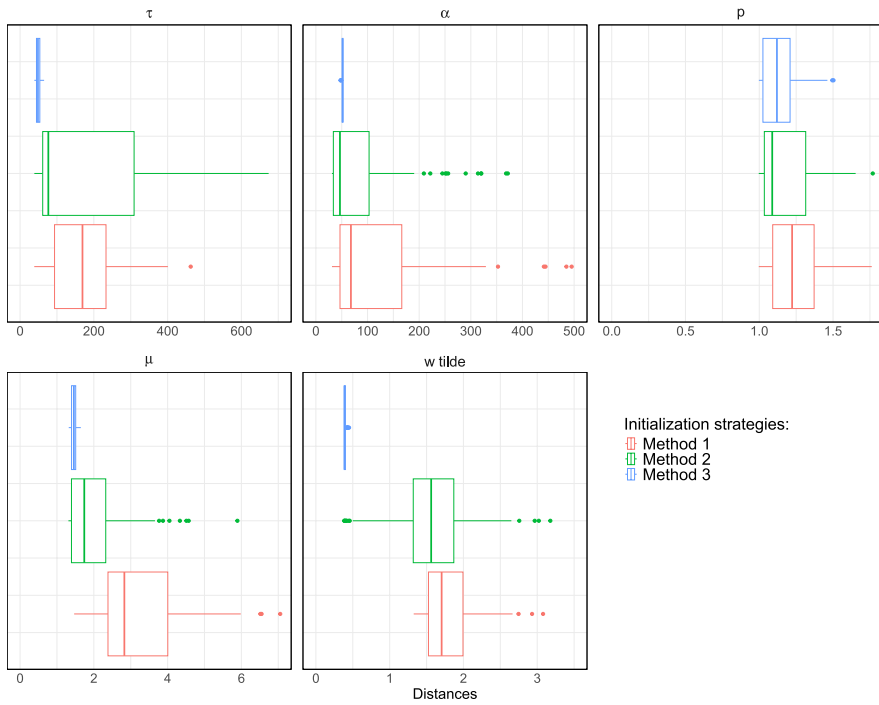 τ
α
p
0 200 400 600
0 100 200 300 400 500
0.0 0.5 1.0 1.5
μ
w tilde
Initialization strategies:
Method 1
Method 2
Method 3
0 2 4 6
0 1 2 3
Distances